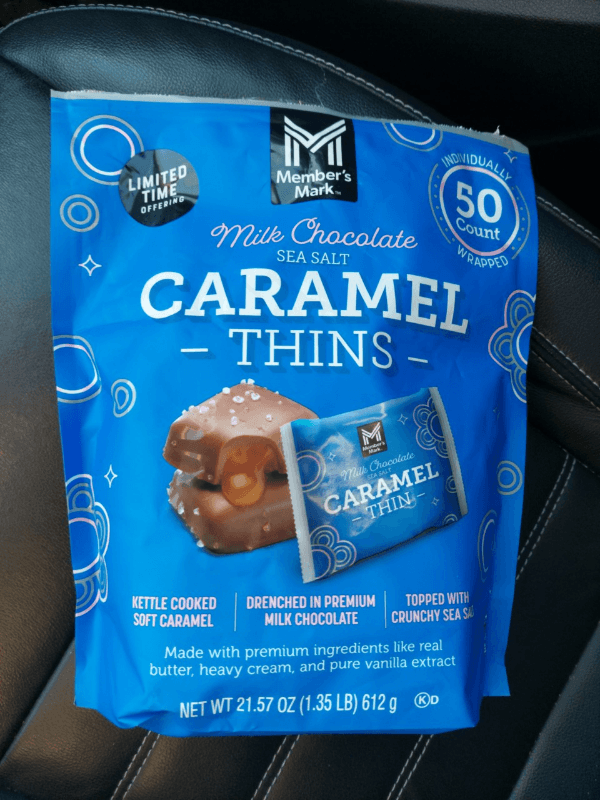 LIMITED
TIME
OFFERING
M
Member's
Mark™
INDIVIDUALLY
50
Count
WRAPPED
Milk Chocolate
SEA SALT
CARAMEL
– THINS –
M
Member's
Mark
Milk Chocolate
SEA SALT
CARAMEL
– THIN –
KETTLE COOKED
SOFT CARAMEL
DRENCHED IN PREMIUM
MILK CHOCOLATE
TOPPED WITH
CRUNCHY SEA SAL
Made with premium ingredients like real
butter, heavy cream, and pure vanilla extract
NET WT 21.57 OZ (1.35 LB) 612 g
K D